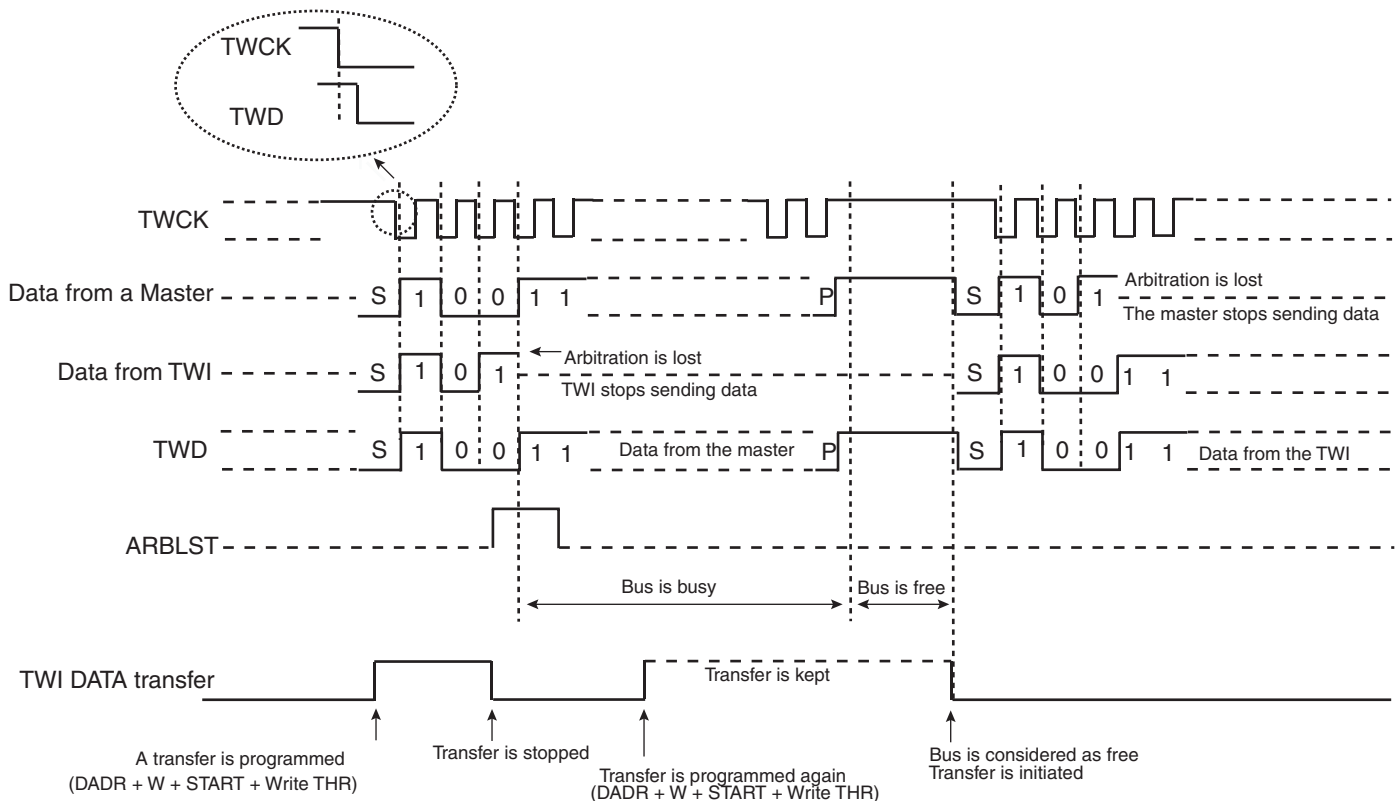 TWCK
TWD
TWCK
Data from a Master S 1 0 0 1 1 P S 1 0 1 Arbitration is lost
The master stops sending data
Data from TWI S 1 0 1 Arbitration is lost S 1 0 0 1 1
TWI stops sending data
TWD S 1 0 0 1 1 Data from the master P S 1 0 0 1 1 Data from the TWI
ARBLST
Bus is busy Bus is free
TWI DATA transfer Transfer is kept
A transfer is programmed
(DADR + W + START + Write THR)
Transfer is stopped
Transfer is programmed again
(DADR + W + START + Write THR)
Bus is considered as free
Transfer is initiated